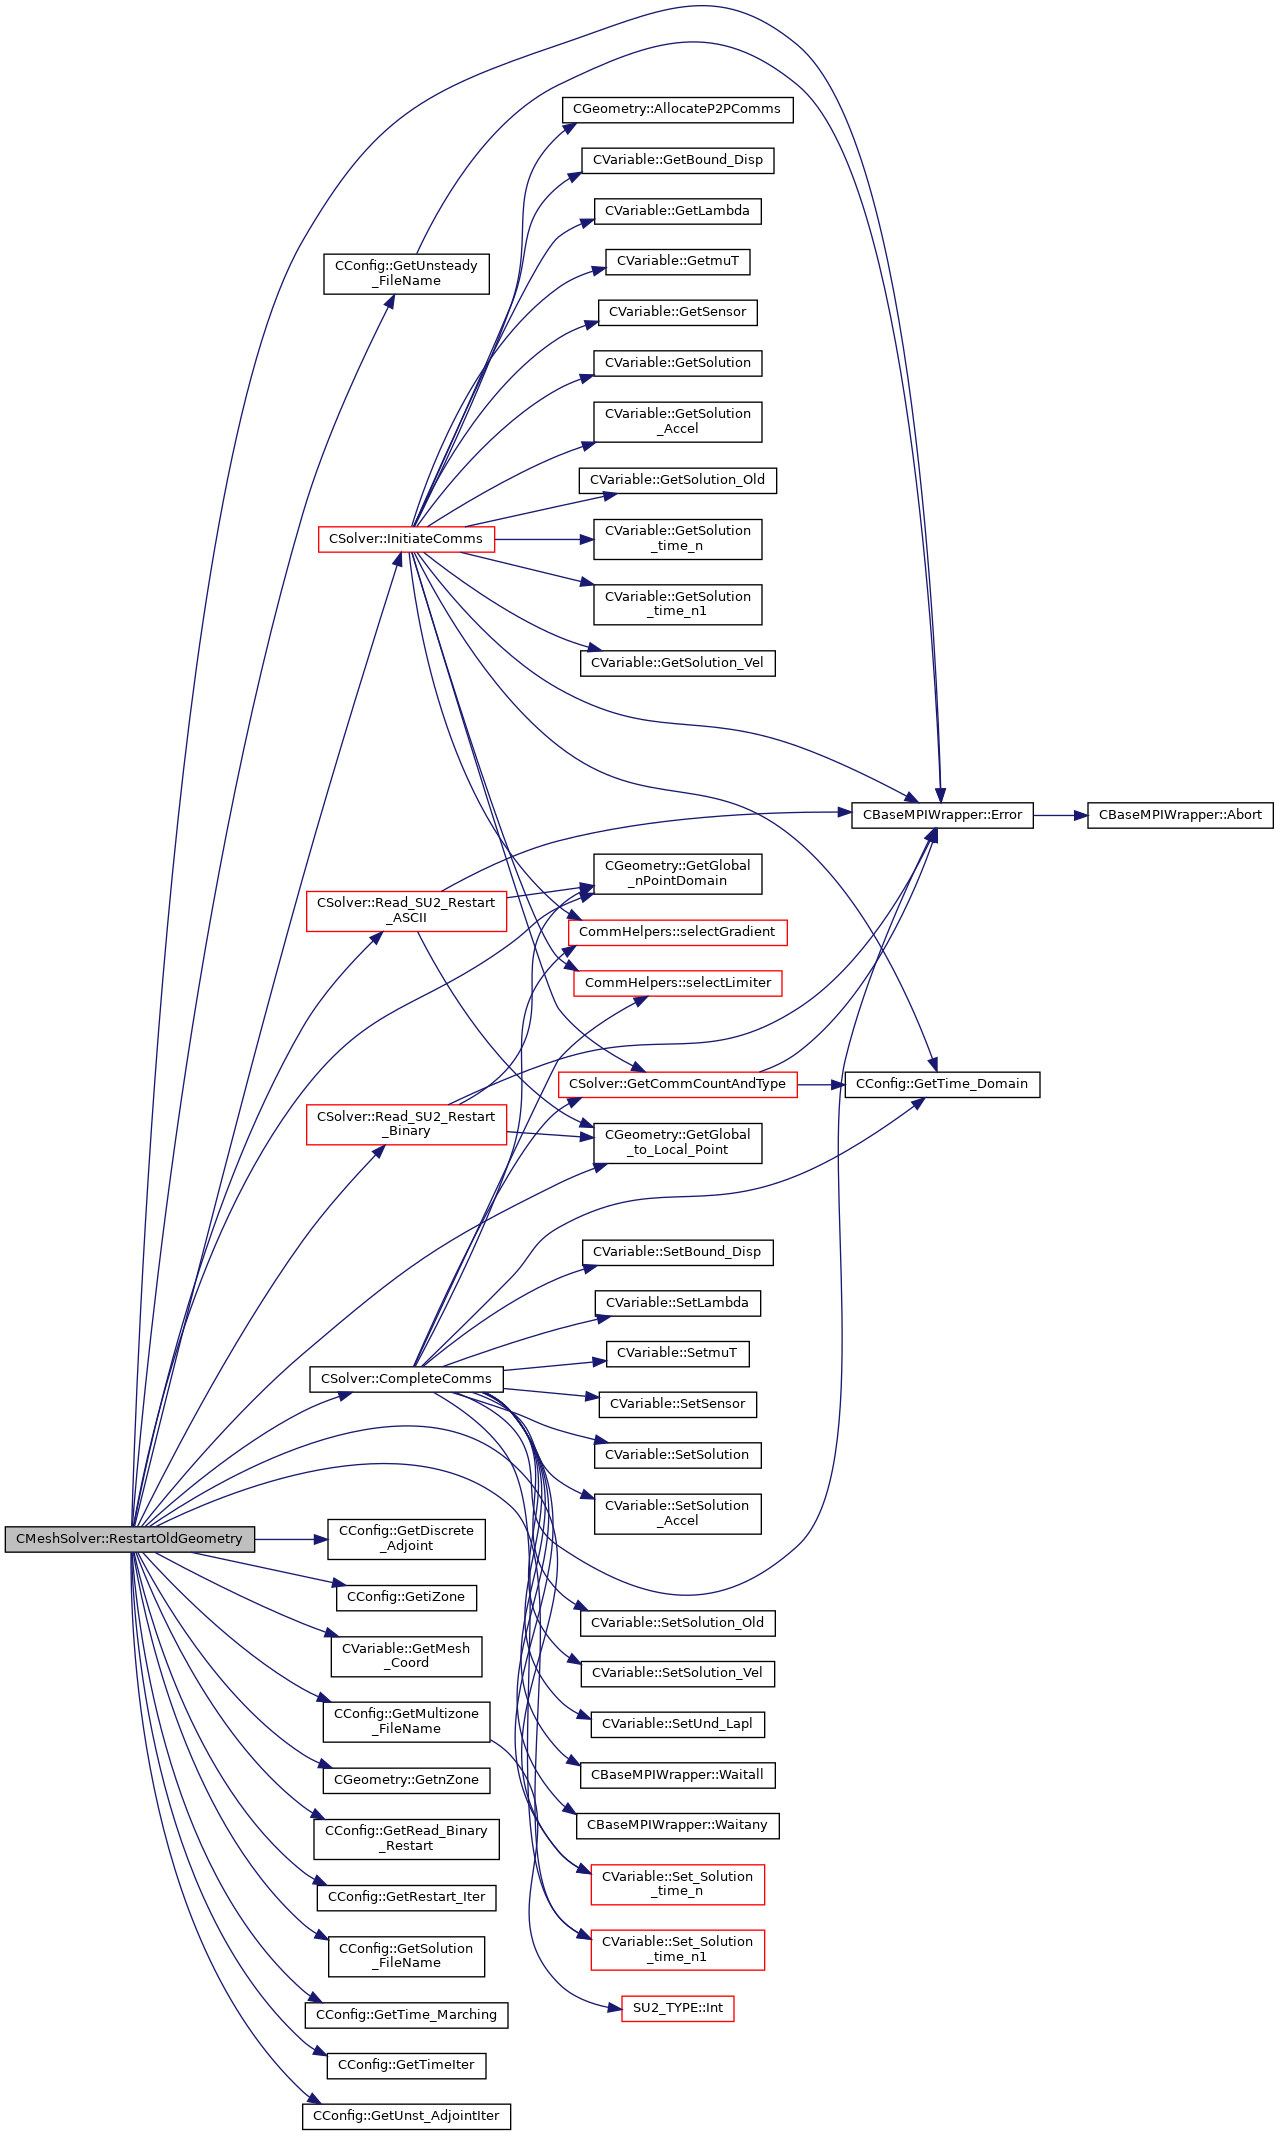 CGeometry::AllocateP2PComms
CVariable::GetBound_Disp
CVariable::GetLambda
CConfig::GetUnsteady
_FileName
CVariable::GetmuT
CVariable::GetSensor
CVariable::GetSolution
CVariable::GetSolution
_Accel
CVariable::GetSolution_Old
CSolver::InitiateComms
CVariable::GetSolution
_time_n
CVariable::GetSolution
_time_n1
CVariable::GetSolution_Vel
CBaseMPIWrapper::Error
CBaseMPIWrapper::Abort
CGeometry::GetGlobal
_nPointDomain
CSolver::Read_SU2_Restart
_ASCII
CommHelpers::selectGradient
CommHelpers::selectLimiter
CSolver::GetCommCountAndType
CConfig::GetTime_Domain
CSolver::Read_SU2_Restart
_Binary
CGeometry::GetGlobal
_to_Local_Point
CVariable::SetBound_Disp
CVariable::SetLambda
CVariable::SetmuT
CSolver::CompleteComms
CVariable::SetSensor
CVariable::SetSolution
CVariable::SetSolution
_Accel
CMeshSolver::RestartOldGeometry
CConfig::GetDiscrete
_Adjoint
CConfig::GetiZone
CVariable::SetSolution_Old
CVariable::GetMesh
_Coord
CVariable::SetSolution_Vel
CConfig::GetMultizone
_FileName
CVariable::SetUnd_Lapl
CGeometry::GetnZone
CBaseMPIWrapper::Waitall
CConfig::GetRead_Binary
_Restart
CBaseMPIWrapper::Waitany
CConfig::GetRestart_Iter
CVariable::Set_Solution
_time_n
CConfig::GetSolution
_FileName
CVariable::Set_Solution
_time_n1
CConfig::GetTime_Marching
SU2_TYPE::Int
CConfig::GetTimeIter
CConfig::GetUnst_AdjointIter